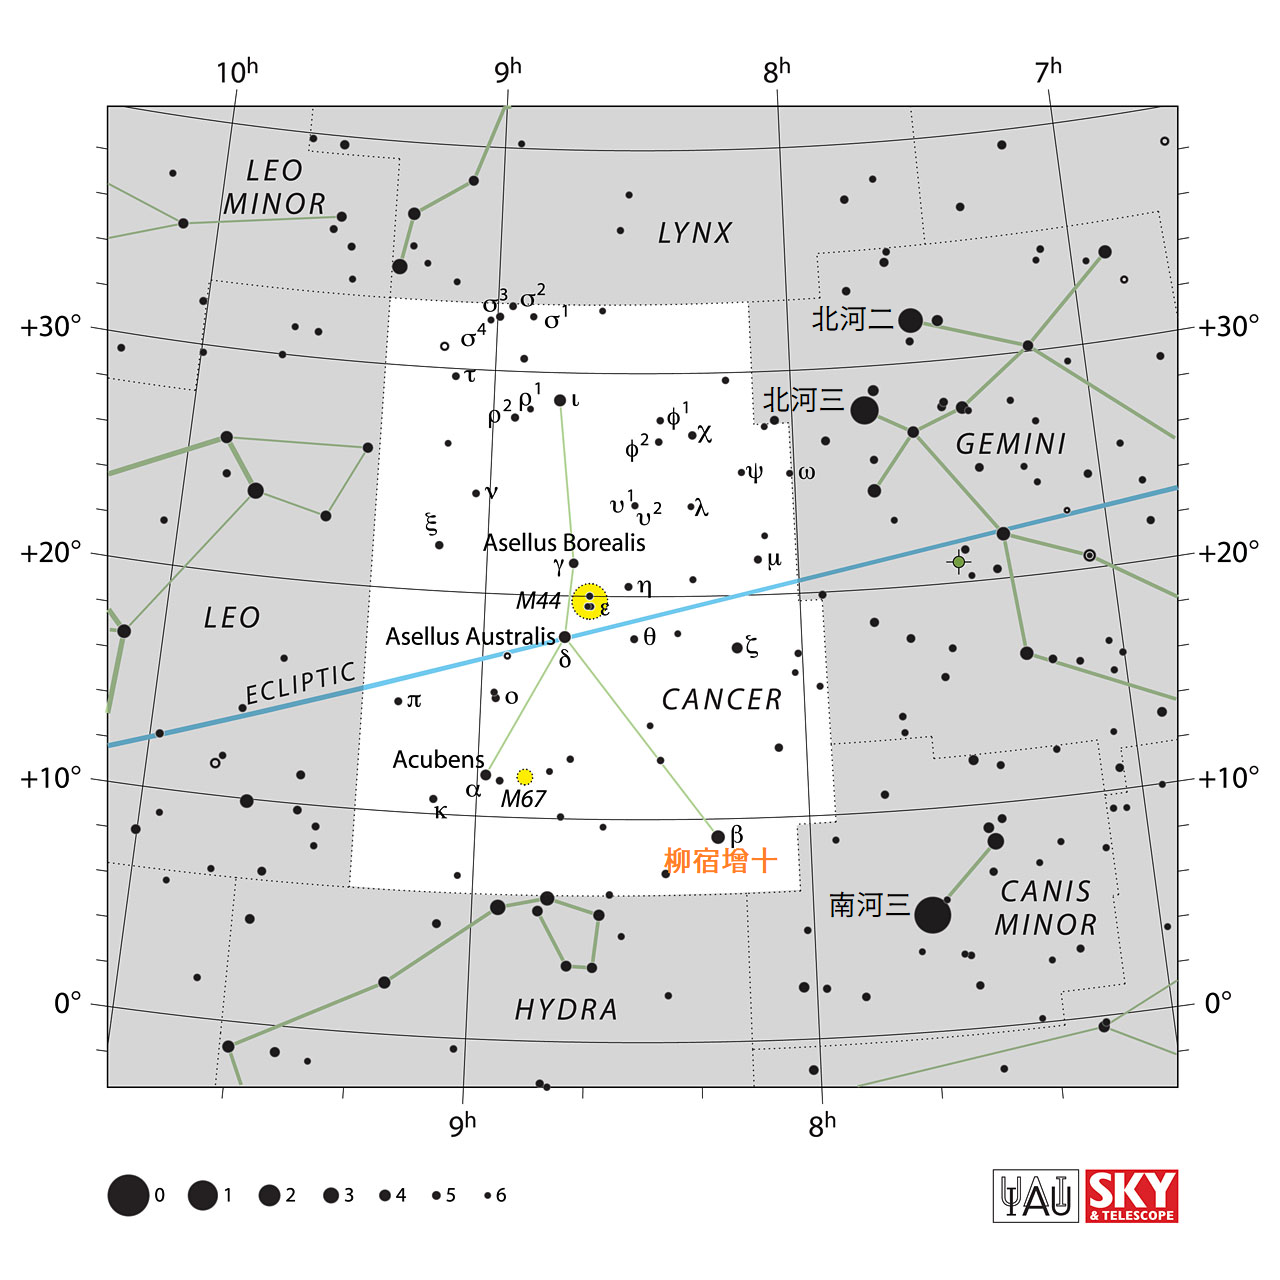 10h 9h 8h 7h
LEO
MINOR
LYNX
σ3 σ2
σ1
σ4
北河二
+30° +30°
τ
ρ2 ρ1 ι
北河三
ϕ1
ϕ2 χ
GEMINI
ν
ψ ω
ξ
υ1 υ2 λ
Asellus Borealis
+20° γ μ +20°
M44 ε η
LEO
Asellus Australis θ ζ
δ
ECLIPTIC
π ο
CANCER
Acubens
+10° α +10°
M67
κ
β
柳宿增十
南河三
CANIS
MINOR
0° HYDRA 0°
9h 8h
0 1 2 3 4 5 6
IAU
SKY
& TELESCOPE